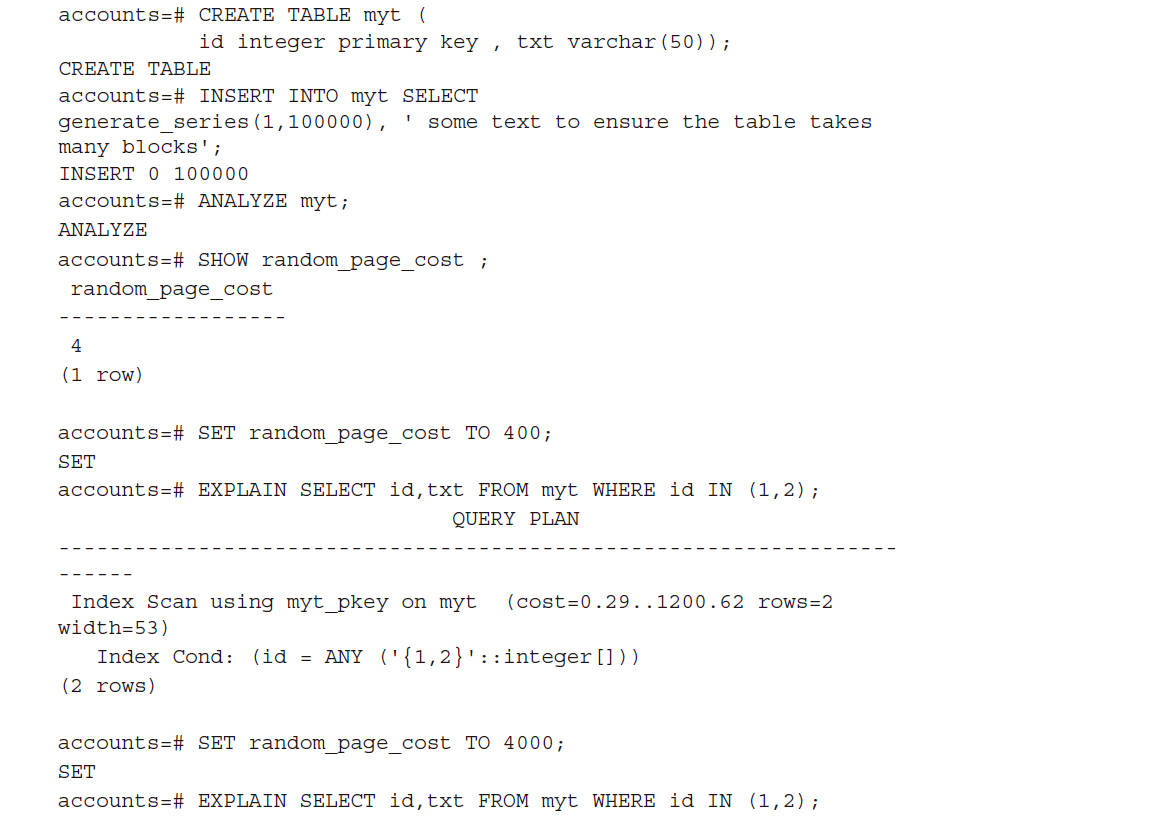 accounts=# CREATE TABLE myt (
           id integer primary key , txt varchar(50));
CREATE TABLE
accounts=# INSERT INTO myt SELECT
generate_series(1,100000), ' some text to ensure the table takes
many blocks';
INSERT 0 100000
accounts=# ANALYZE myt;
ANALYZE
accounts=# SHOW random_page_cost ;
 random_page_cost
------------------
 4
(1 row)

accounts=# SET random_page_cost TO 400;
SET
accounts=# EXPLAIN SELECT id,txt FROM myt WHERE id IN (1,2);
                               QUERY PLAN
------------------------------------------------------------------
------
 Index Scan using myt_pkey on myt  (cost=0.29..1200.62 rows=2
width=53)
   Index Cond: (id = ANY ('{1,2}'::integer[]))
(2 rows)

accounts=# SET random_page_cost TO 4000;
SET
accounts=# EXPLAIN SELECT id,txt FROM myt WHERE id IN (1,2);